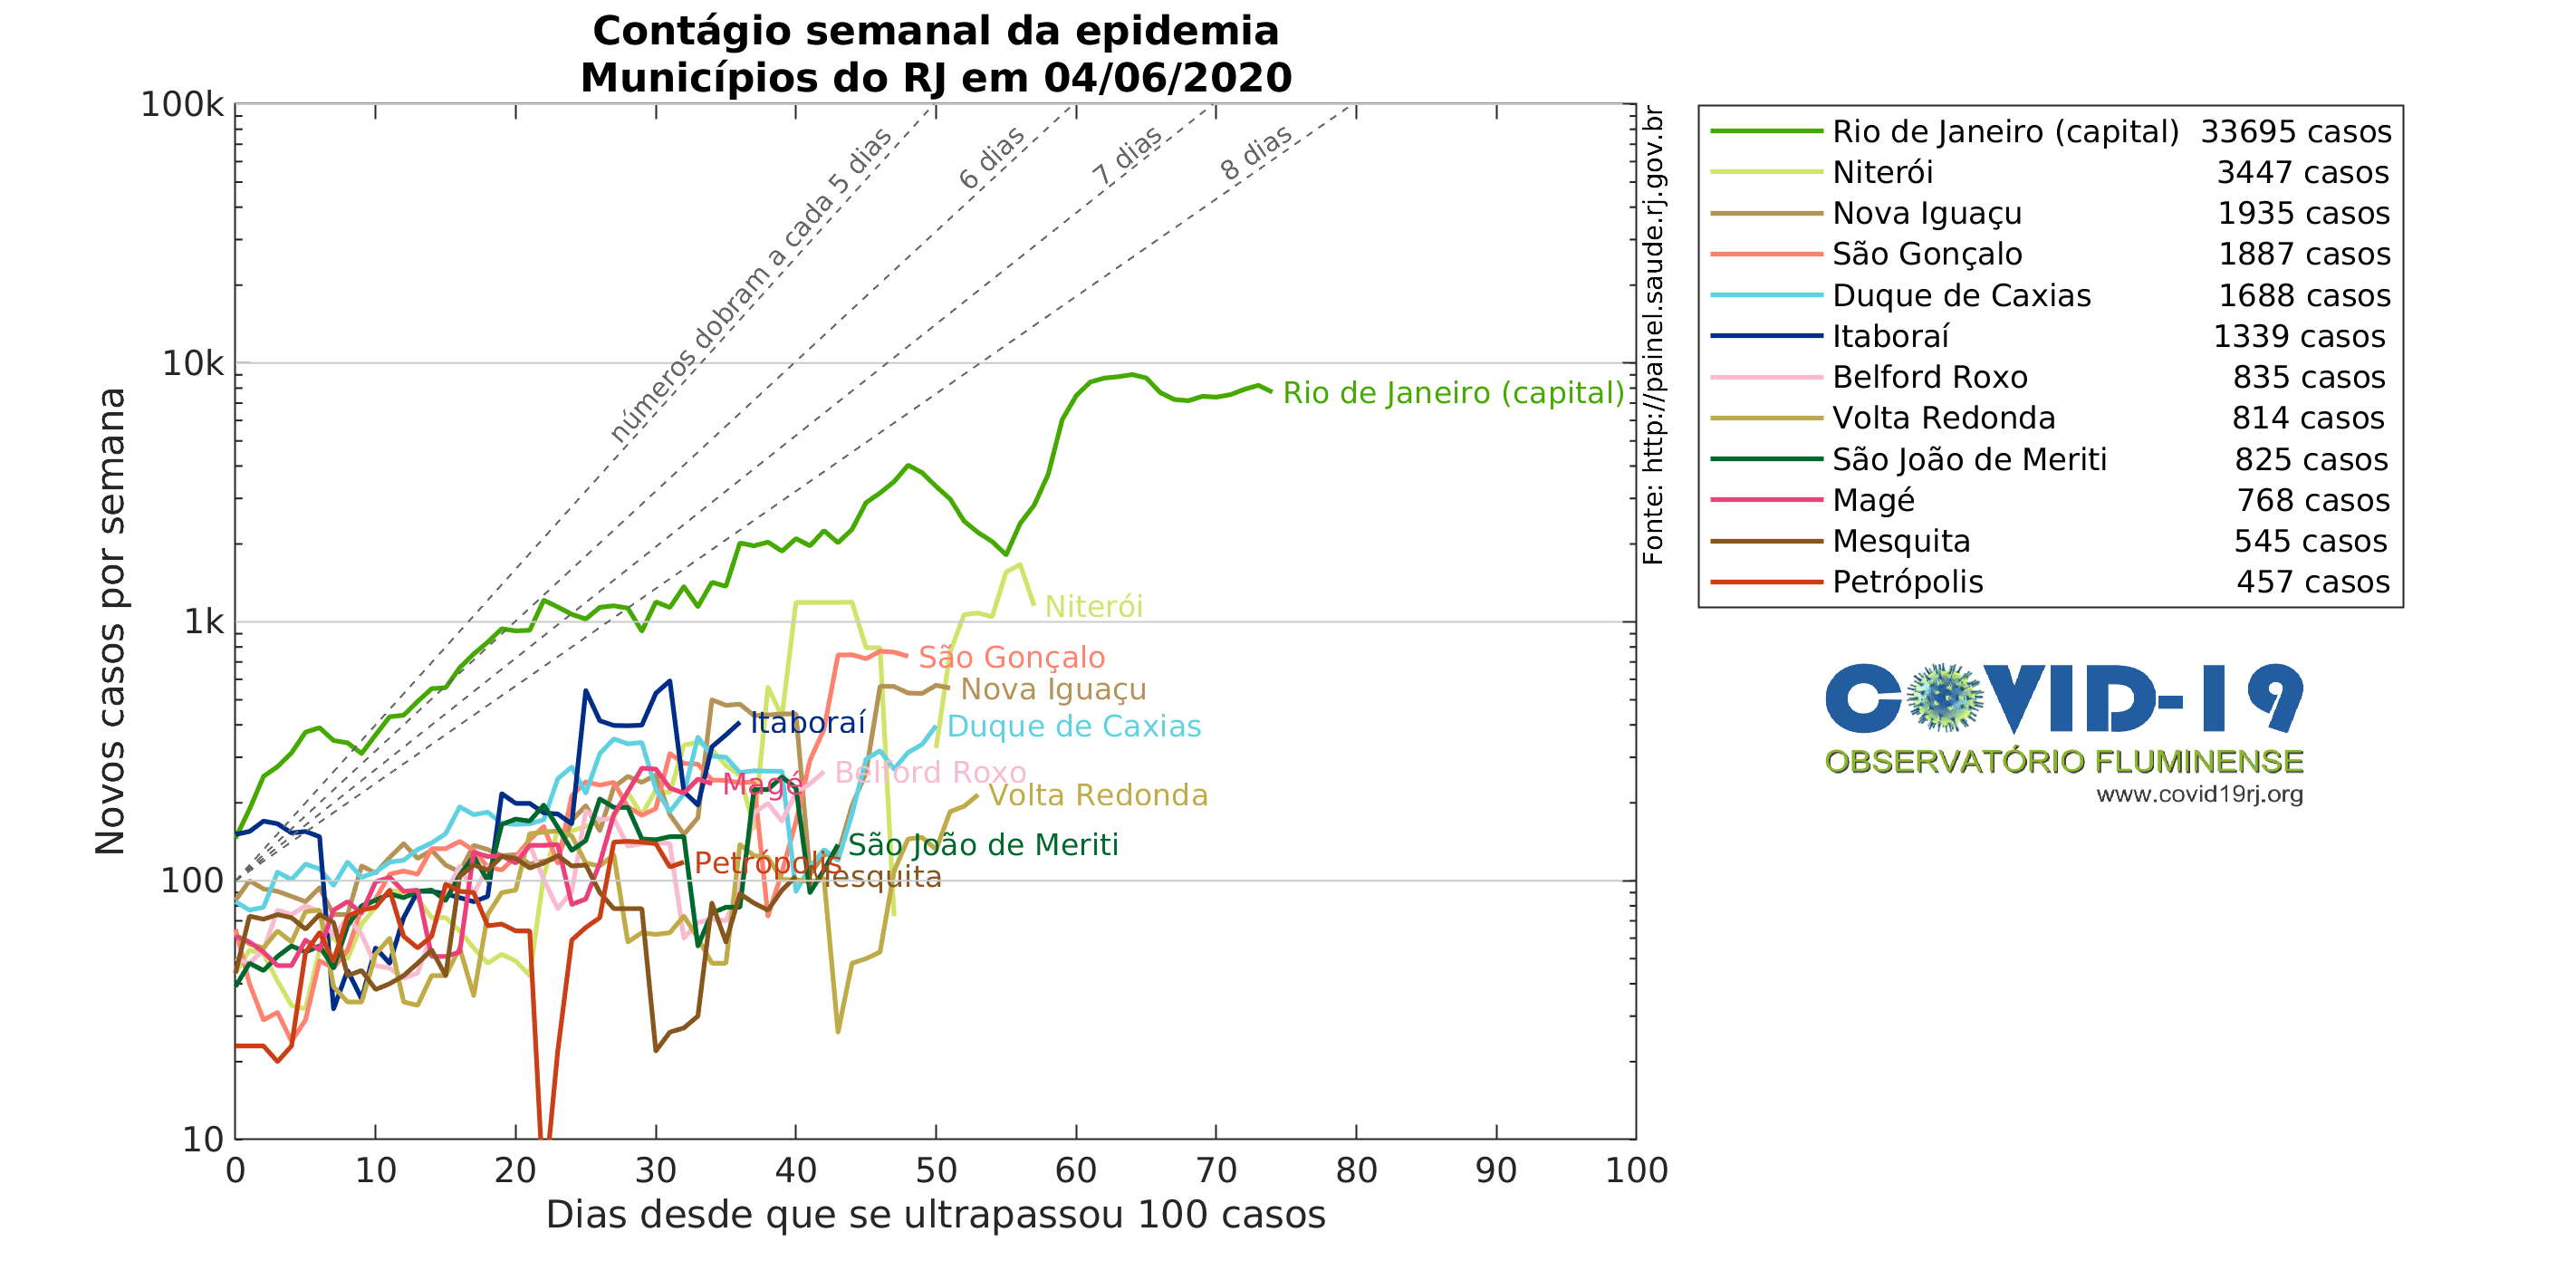 Contágio semanal da epidemia
Municípios do RJ em 04/06/2020
Novos casos por semana
100k
10k
1k
100
10
0 10 20 30 40 50 60 70 80 90 100
Dias desde que se ultrapassou 100 casos
números dobram a cada 5 dias
6 dias
7 dias
8 dias
Rio de Janeiro (capital)
Niterói
São Gonçalo
Nova Iguaçu
Itaboraí
Duque de Caxias
Belford Roxo
Magé
Volta Redonda
São João de Meriti
Petrópolis
Mesquita
Fonte: http://painel.saude.rj.gov.br
Rio de Janeiro (capital) 33695 casos
Niterói 3447 casos
Nova Iguaçu 1935 casos
São Gonçalo 1887 casos
Duque de Caxias 1688 casos
Itaboraí 1339 casos
Belford Roxo 835 casos
Volta Redonda 814 casos
São João de Meriti 825 casos
Magé 768 casos
Mesquita 545 casos
Petrópolis 457 casos
COVID-19
OBSERVATÓRIO FLUMINENSE
www.covid19rj.org